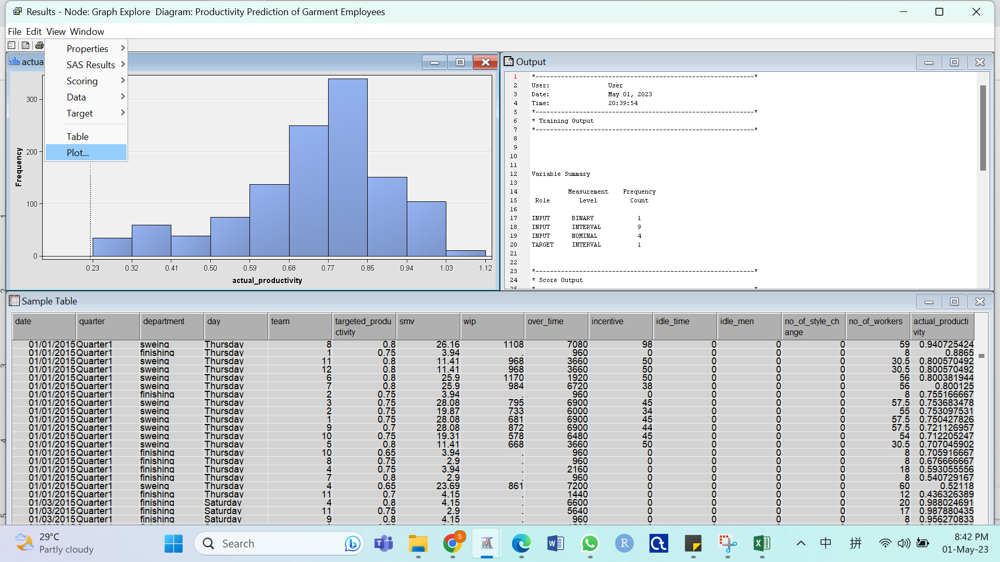 Results - Node: Graph Explore  Diagram: Productivity Prediction of Garment Employees
File Edit View Window
Properties
SAS Results
Scoring
Data
Target
Table
Plot...
actua
300
200
100
0
Frequency
0.23 0.32 0.41 0.50 0.59 0.68 0.77 0.85 0.94 1.03 1.12
actual_productivity
Output
1 *------------------------------------------------------------*
2 User: User
3 Date: May 01, 2023
4 Time: 20:39:54
5 *------------------------------------------------------------*
6 * Training Output
7 *------------------------------------------------------------*
8
9
10
11
12 Variable Summary
13
14 Measurement Frequency
15 Role Level Count
16
17 INPUT BINARY 1
18 INPUT INTERVAL 9
19 INPUT NOMINAL 4
20 TARGET INTERVAL 1
21
22
23 *------------------------------------------------------------*
24 * Score Output
25 *
Sample Table
date quarter department day team targeted_productivity smv wip over_time incentive idle_time idle_men no_of_style_change no_of_workers actual_productivity
01/01/2015 Quarter1 sweing Thursday 8 0.8 26.16 1108 7080 98 0 0 0 59 0.940725424
01/01/2015 Quarter1 finishing Thursday 1 0.75 3.94 . 960 0 0 0 0 8 0.8865
01/01/2015 Quarter1 sweing Thursday 11 0.8 11.41 968 3660 50 0 0 0 30.5 0.800570492
01/01/2015 Quarter1 sweing Thursday 12 0.8 11.41 968 3660 50 0 0 0 30.5 0.800570492
01/01/2015 Quarter1 sweing Thursday 6 0.8 25.9 1170 1920 50 0 0 0 56 0.800381944
01/01/2015 Quarter1 sweing Thursday 7 0.8 25.9 984 6720 38 0 0 0 56 0.800125
01/01/2015 Quarter1 finishing Thursday 2 0.75 3.94 . 960 0 0 0 0 8 0.755166667
01/01/2015 Quarter1 sweing Thursday 3 0.75 28.08 795 6900 45 0 0 0 57.5 0.753683478
01/01/2015 Quarter1 sweing Thursday 2 0.75 19.87 733 6000 34 0 0 0 55 0.753097531
01/01/2015 Quarter1 sweing Thursday 1 0.75 28.08 681 6900 45 0 0 0 57.5 0.750427826
01/01/2015 Quarter1 sweing Thursday 9 0.7 28.08 872 6900 44 0 0 0 57.5 0.721126957
01/01/2015 Quarter1 sweing Thursday 10 0.75 19.31 578 6480 45 0 0 0 54 0.712205247
01/01/2015 Quarter1 sweing Thursday 5 0.8 11.41 668 3660 50 0 0 0 30.5 0.707045902
01/01/2015 Quarter1 finishing Thursday 10 0.65 3.94 . 960 0 0 0 0 8 0.705916667
01/01/2015 Quarter1 finishing Thursday 8 0.75 2.9 . 960 0 0 0 0 8 0.676666667
01/01/2015 Quarter1 finishing Thursday 4 0.75 3.94 . 2160 0 0 0 0 18 0.593055556
01/01/2015 Quarter1 finishing Thursday 7 0.8 2.9 . 960 0 0 0 0 8 0.540729167
01/01/2015 Quarter1 sweing Thursday 4 0.65 23.69 861 7200 0 0 0 0 60 0.52118
01/01/2015 Quarter1 finishing Thursday 11 0.7 4.15 . 1440 0 0 0 0 12 0.436326389
01/03/2015 Quarter1 finishing Saturday 4 0.8 4.15 . 6600 0 0 0 0 20 0.988024691
01/03/2015 Quarter1 finishing Saturday 11 0.75 2.9 . 5640 0 0 0 0 17 0.987880435
01/03/2015 Quarter1 finishing Saturday 9 0.8 4.15 . 960 0 0 0 0 8 0.956270833
29°C
Partly cloudy
Search
S
中 拼
8:42 PM
01-May-23